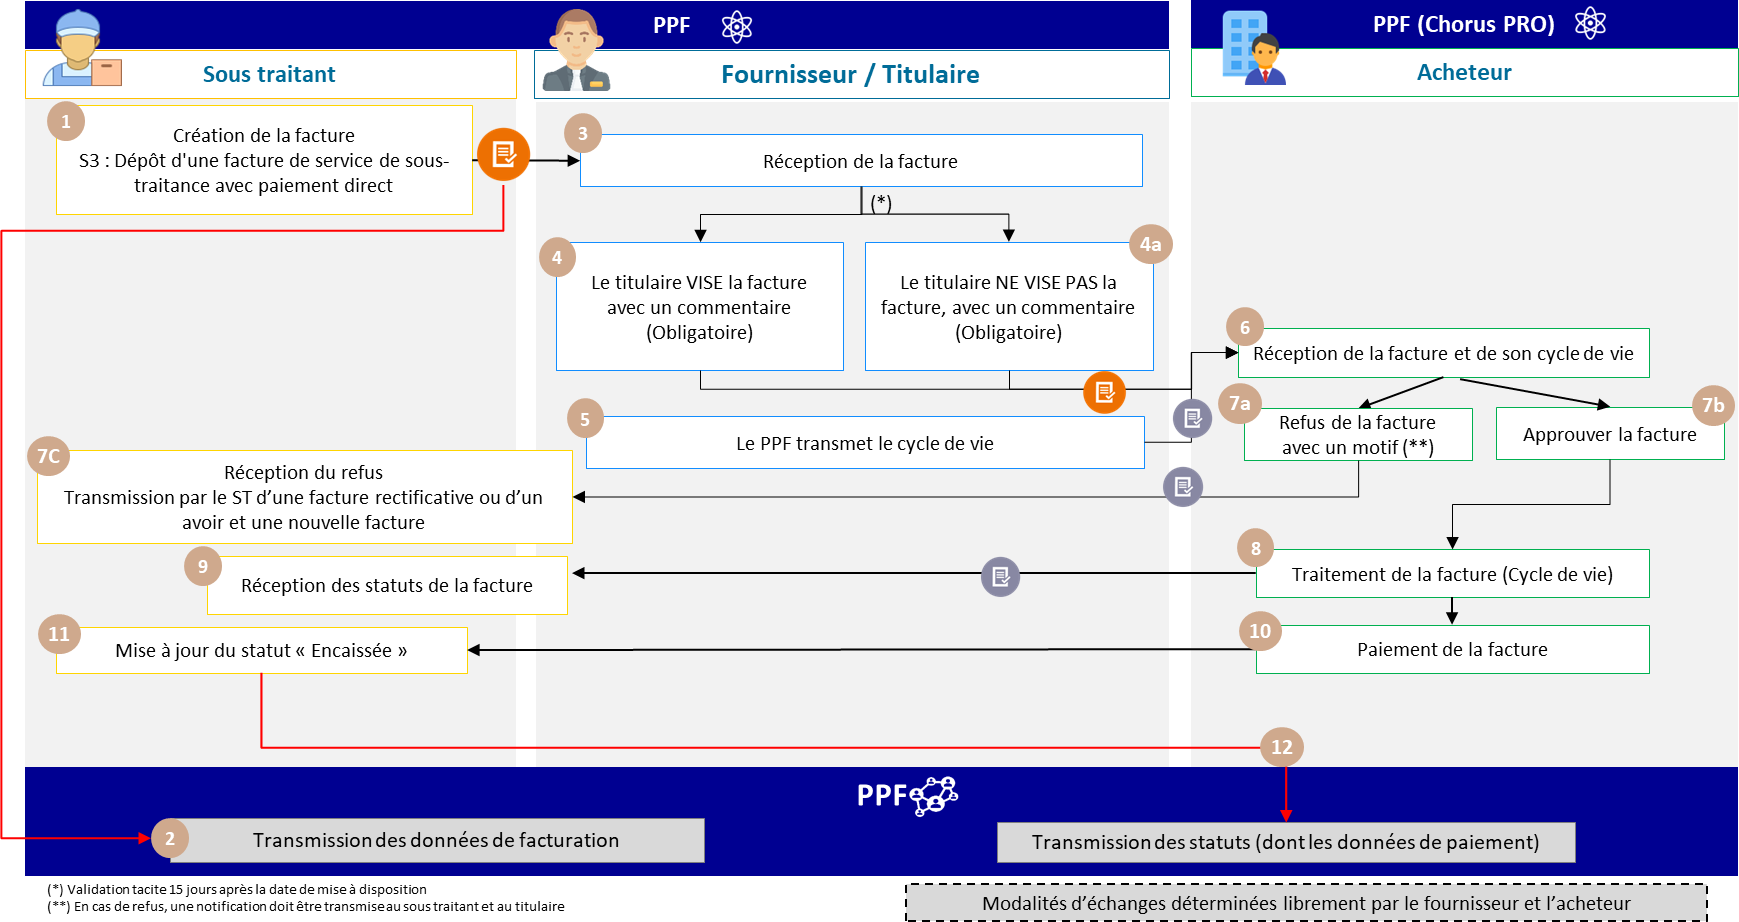 PPF
PPF (Chorus PRO)
Sous traitant
Fournisseur / Titulaire
Acheteur
1
Création de la facture
S3 : Dépôt d'une facture de service de sous-
traitance avec paiement direct
3
Réception de la facture
(*)
4
Le titulaire VISE la facture
avec un commentaire
(Obligatoire)
4a
Le titulaire NE VISE PAS la
facture, avec un commentaire
(Obligatoire)
6
Réception de la facture et de son cycle de vie
5
Le PPF transmet le cycle de vie
7a
Refus de la facture
avec un motif (**)
7b
Approuver la facture
7C
Réception du refus
Transmission par le ST d’une facture rectificative ou d’un
avoir et une nouvelle facture
8
Traitement de la facture (Cycle de vie)
9
Réception des statuts de la facture
10
Paiement de la facture
11
Mise à jour du statut « Encaissée »
12
PPF
2
Transmission des données de facturation
Transmission des statuts (dont les données de paiement)
(*) Validation tacite 15 jours après la date de mise à disposition
(**) En cas de refus, une notification doit être transmise au sous traitant et au titulaire
Modalités d’échanges déterminées librement par le fournisseur et l’acheteur